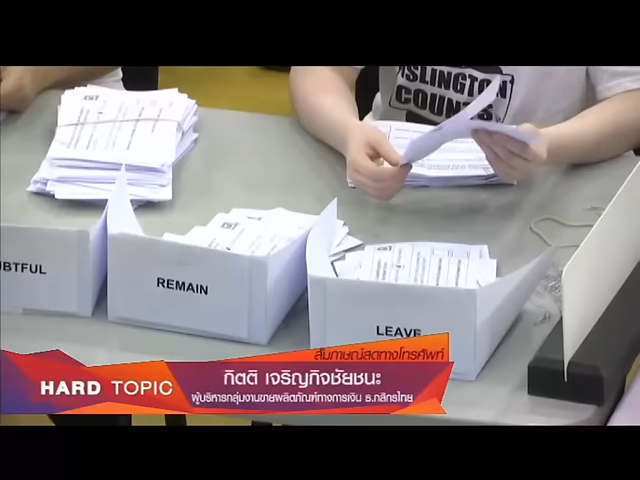 ISLINGTON
COUNTS
UBTFUL
REMAIN
LEAVE
สัมภาษณ์สดทางโทรศัพท์
HARD TOPIC
กิตติ เจริญกิจชัยชนะ
ผู้บริหารกลุ่มงานขายผลิตภัณฑ์ทางการเงิน ธ.กสิกรไทย